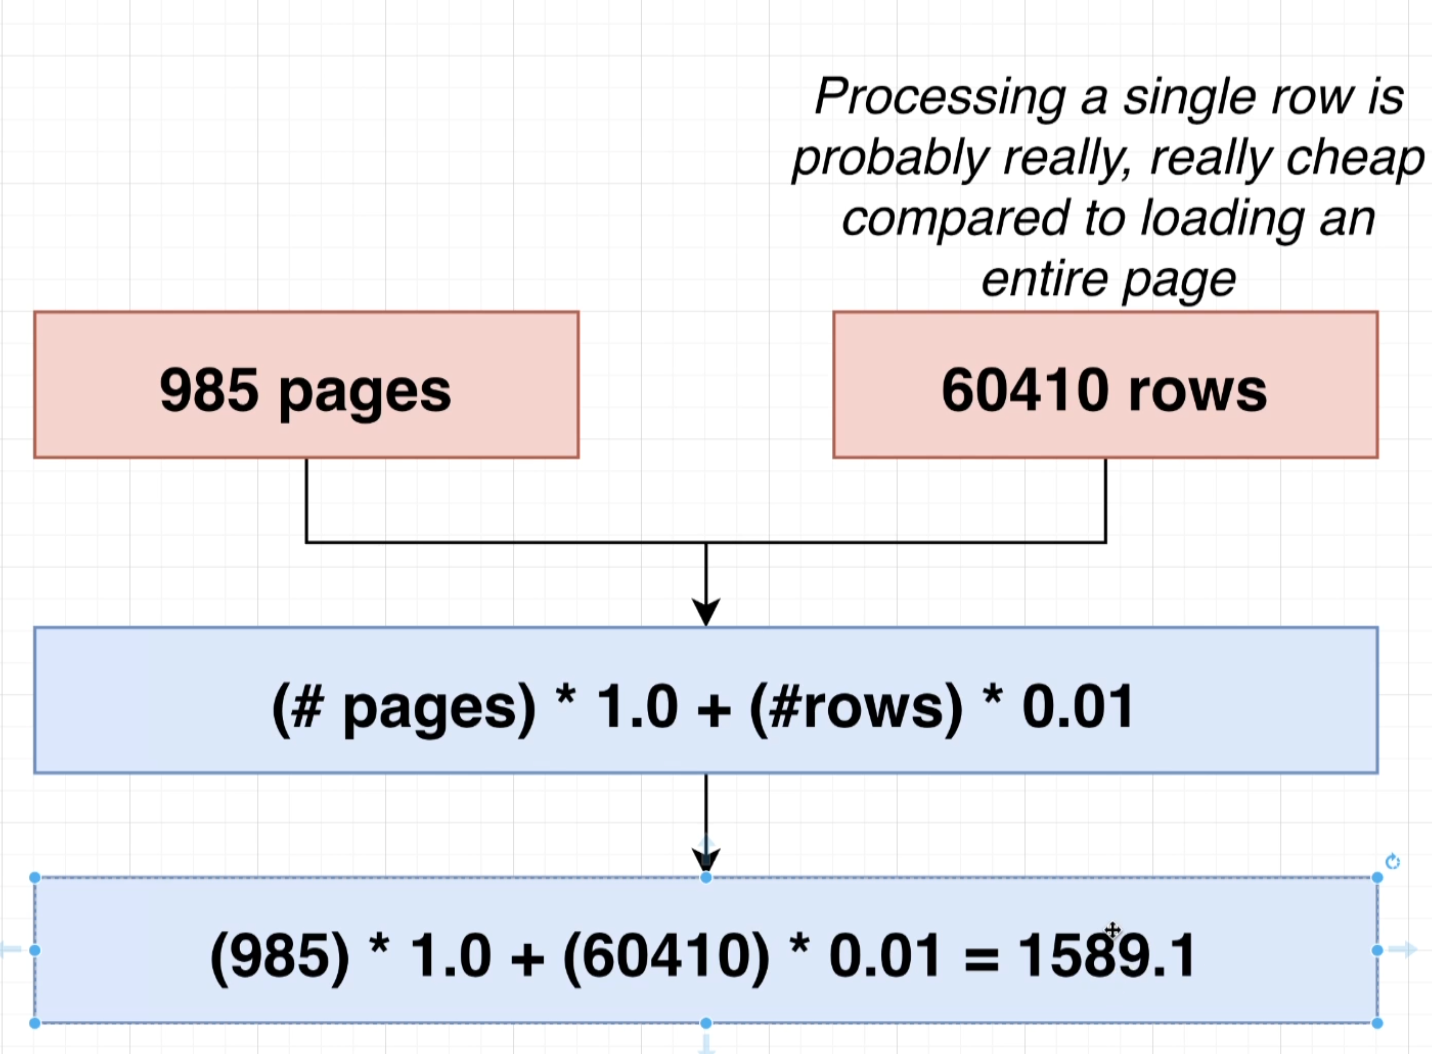 Processing a single row is
probably really, really cheap
compared to loading an
entire page
985 pages
60410 rows
(# pages) * 1.0 + (#rows) * 0.01
(985) * 1.0 + (60410) * 0.01 = 1589.1